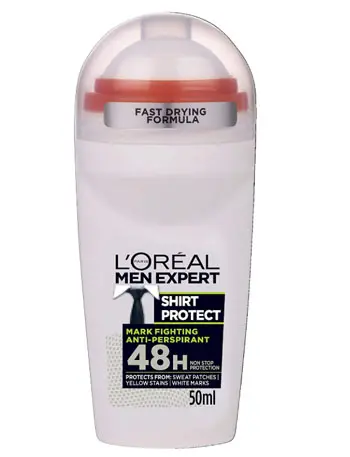 FAST DRYING
FORMULA
L'ORÉAL
PARIS
MEN EXPERT
SHIRT
PROTECT
MARK FIGHTING
ANTI-PERSPIRANT
48H NON STOP
PROTECTION
PROTECTS FROM: SWEAT PATCHES |
YELLOW STAINS | WHITE MARKS
50ml